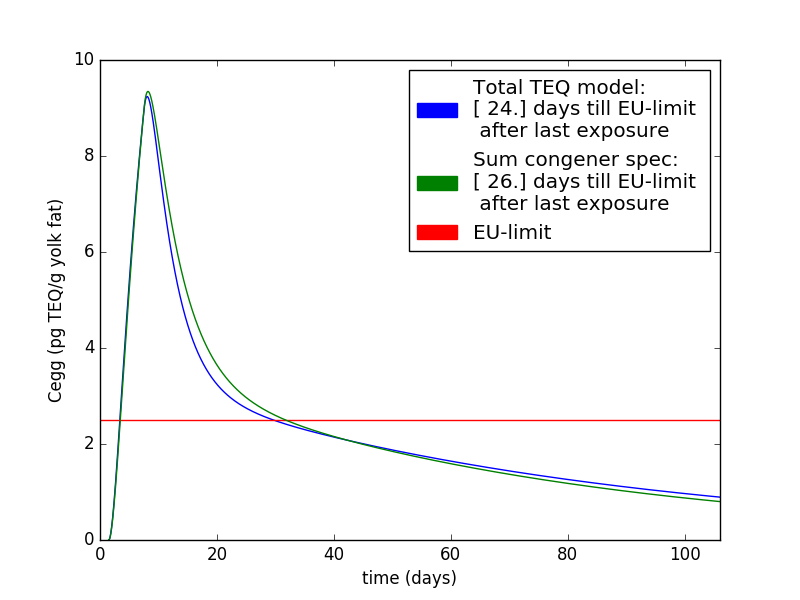 10
8
6
4
2
0
0
20
40
60
80
100
Cegg (pg TEQ/g yolk fat)
time (days)
Total TEQ model:
[ 24.] days till EU-limit
after last exposure
Sum congener spec:
[ 26.] days till EU-limit
after last exposure
EU-limit